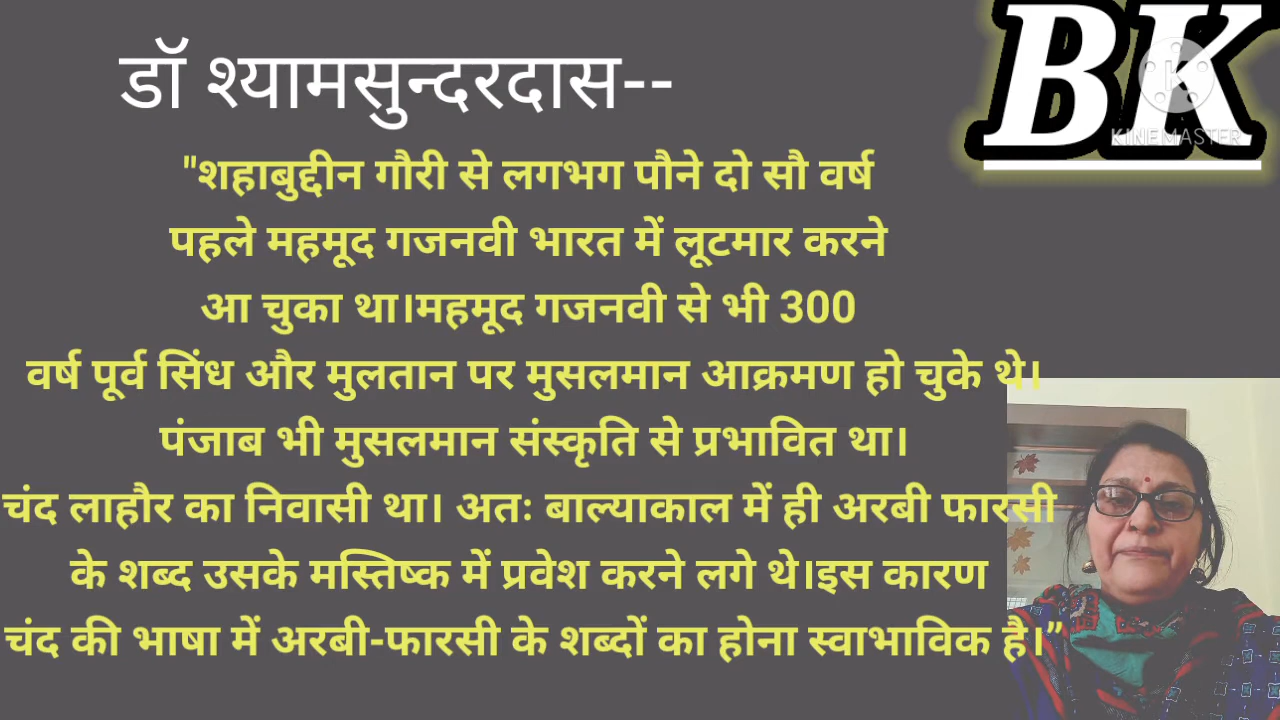 डॉ श्यामसुन्दरदास--
BK
KINEMASTER
"शहाबुद्दीन गौरी से लगभग पौने दो सौ वर्ष
पहले महमूद गजनवी भारत में लूटमार करने
आ चुका था।महमूद गजनवी से भी 300
वर्ष पूर्व सिंध और मुलतान पर मुसलमान आक्रमण हो चुके थे।
पंजाब भी मुसलमान संस्कृति से प्रभावित था।
चंद लाहौर का निवासी था। अतः बाल्याकाल में ही अरबी फारसी
के शब्द उसके मस्तिष्क में प्रवेश करने लगे थे।इस कारण
चंद की भाषा में अरबी-फारसी के शब्दों का होना स्वाभाविक है।”